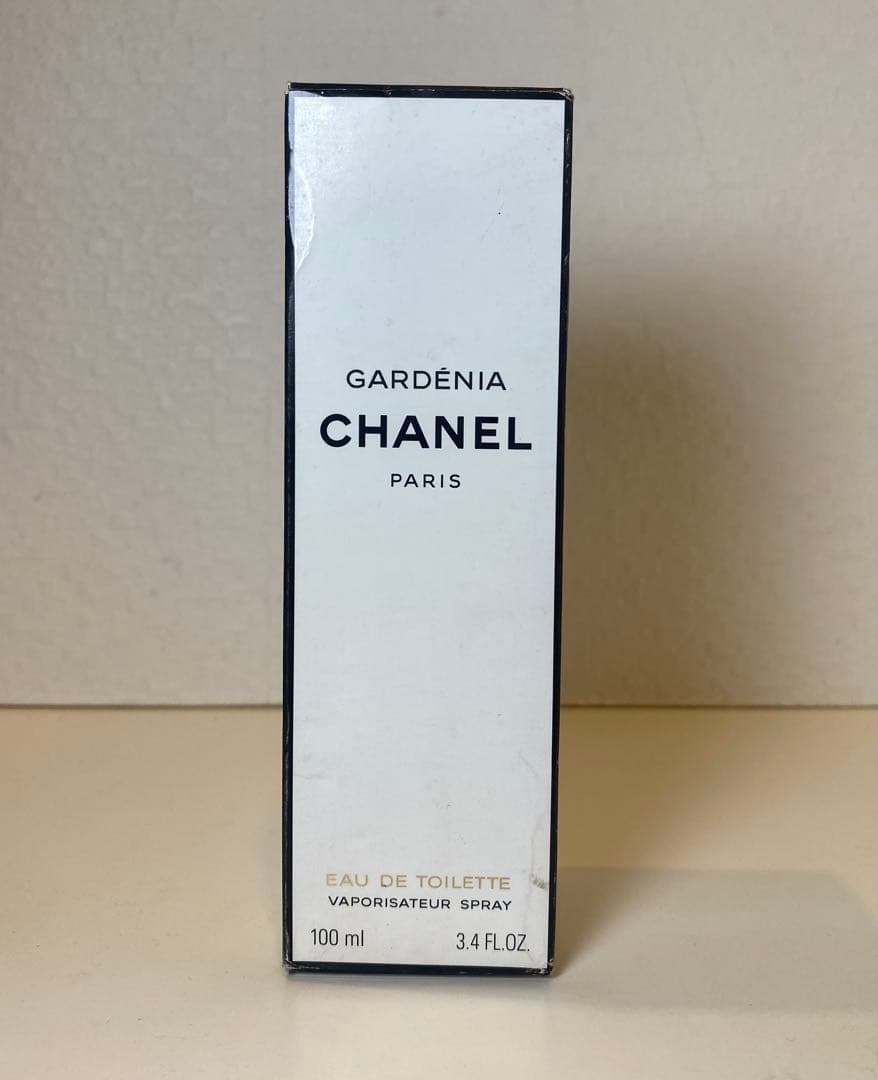 GARDÉNIA
CHANEL
PARIS
EAU DE TOILETTE
VAPORISATEUR SPRAY
100 ml 3.4 FL.OZ.